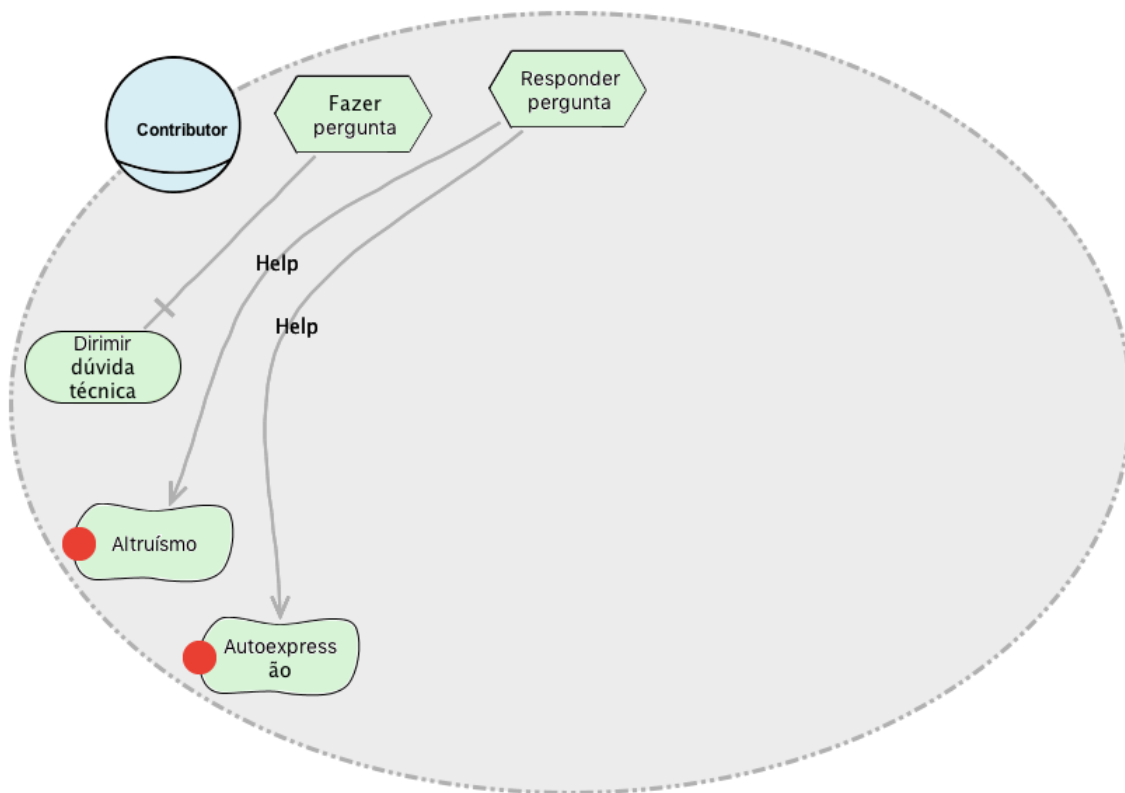 Contributor
Fazer
pergunta
Responder
pergunta
Help
Help
Dirimir
dúvida
técnica
Altruísmo
Autoexpress
ão